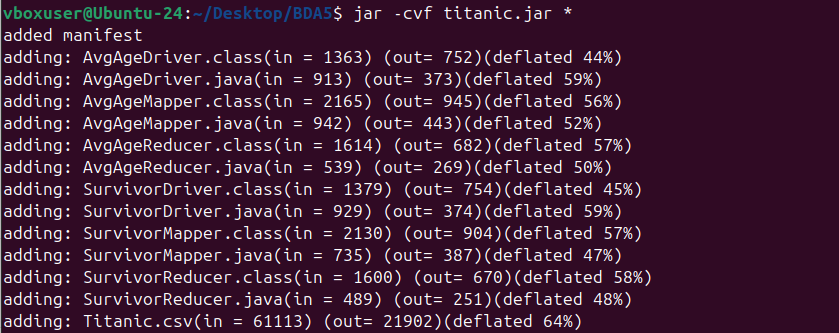 vboxuser@Ubuntu-24:~/Desktop/BDA5$ jar -cvf titanic.jar *
added manifest
adding: AvgAgeDriver.class(in = 1363) (out= 752)(deflated 44%)
adding: AvgAgeDriver.java(in = 913) (out= 373)(deflated 59%)
adding: AvgAgeMapper.class(in = 2165) (out= 945)(deflated 56%)
adding: AvgAgeMapper.java(in = 942) (out= 443)(deflated 52%)
adding: AvgAgeReducer.class(in = 1614) (out= 682)(deflated 57%)
adding: AvgAgeReducer.java(in = 539) (out= 269)(deflated 50%)
adding: SurvivorDriver.class(in = 1379) (out= 754)(deflated 45%)
adding: SurvivorDriver.java(in = 929) (out= 374)(deflated 59%)
adding: SurvivorMapper.class(in = 2130) (out= 904)(deflated 57%)
adding: SurvivorMapper.java(in = 735) (out= 387)(deflated 47%)
adding: SurvivorReducer.class(in = 1600) (out= 670)(deflated 58%)
adding: SurvivorReducer.java(in = 489) (out= 251)(deflated 48%)
adding: Titanic.csv(in = 61113) (out= 21902)(deflated 64%)